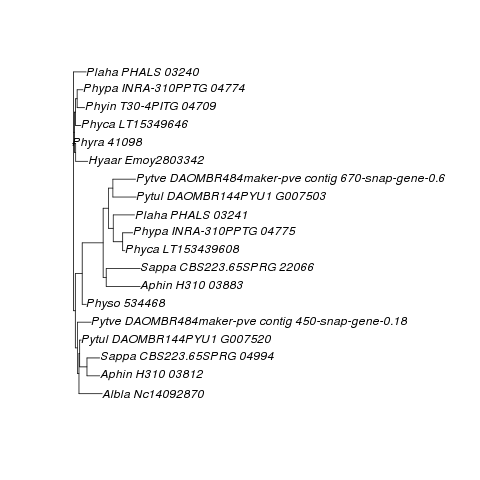 Plaha PHALS 03240
Phypa INRA-310PPTG 04774
Phyin T30-4PITG 04709
Phyca LT15349646
Phyra 41098
Hyaar Emoy2803342
Pytve DAOMBR484maker-pve contig 670-snap-gene-0.6
Pytul DAOMBR144PYU1 G007503
Plaha PHALS 03241
Phypa INRA-310PPTG 04775
Phyca LT153439608
Sappa CBS223.65SPRG 22066
Aphin H310 03883
Physo 534468
Pytve DAOMBR484maker-pve contig 450-snap-gene-0.18
Pytul DAOMBR144PYU1 G007520
Sappa CBS223.65SPRG 04994
Aphin H310 03812
Albla Nc14092870